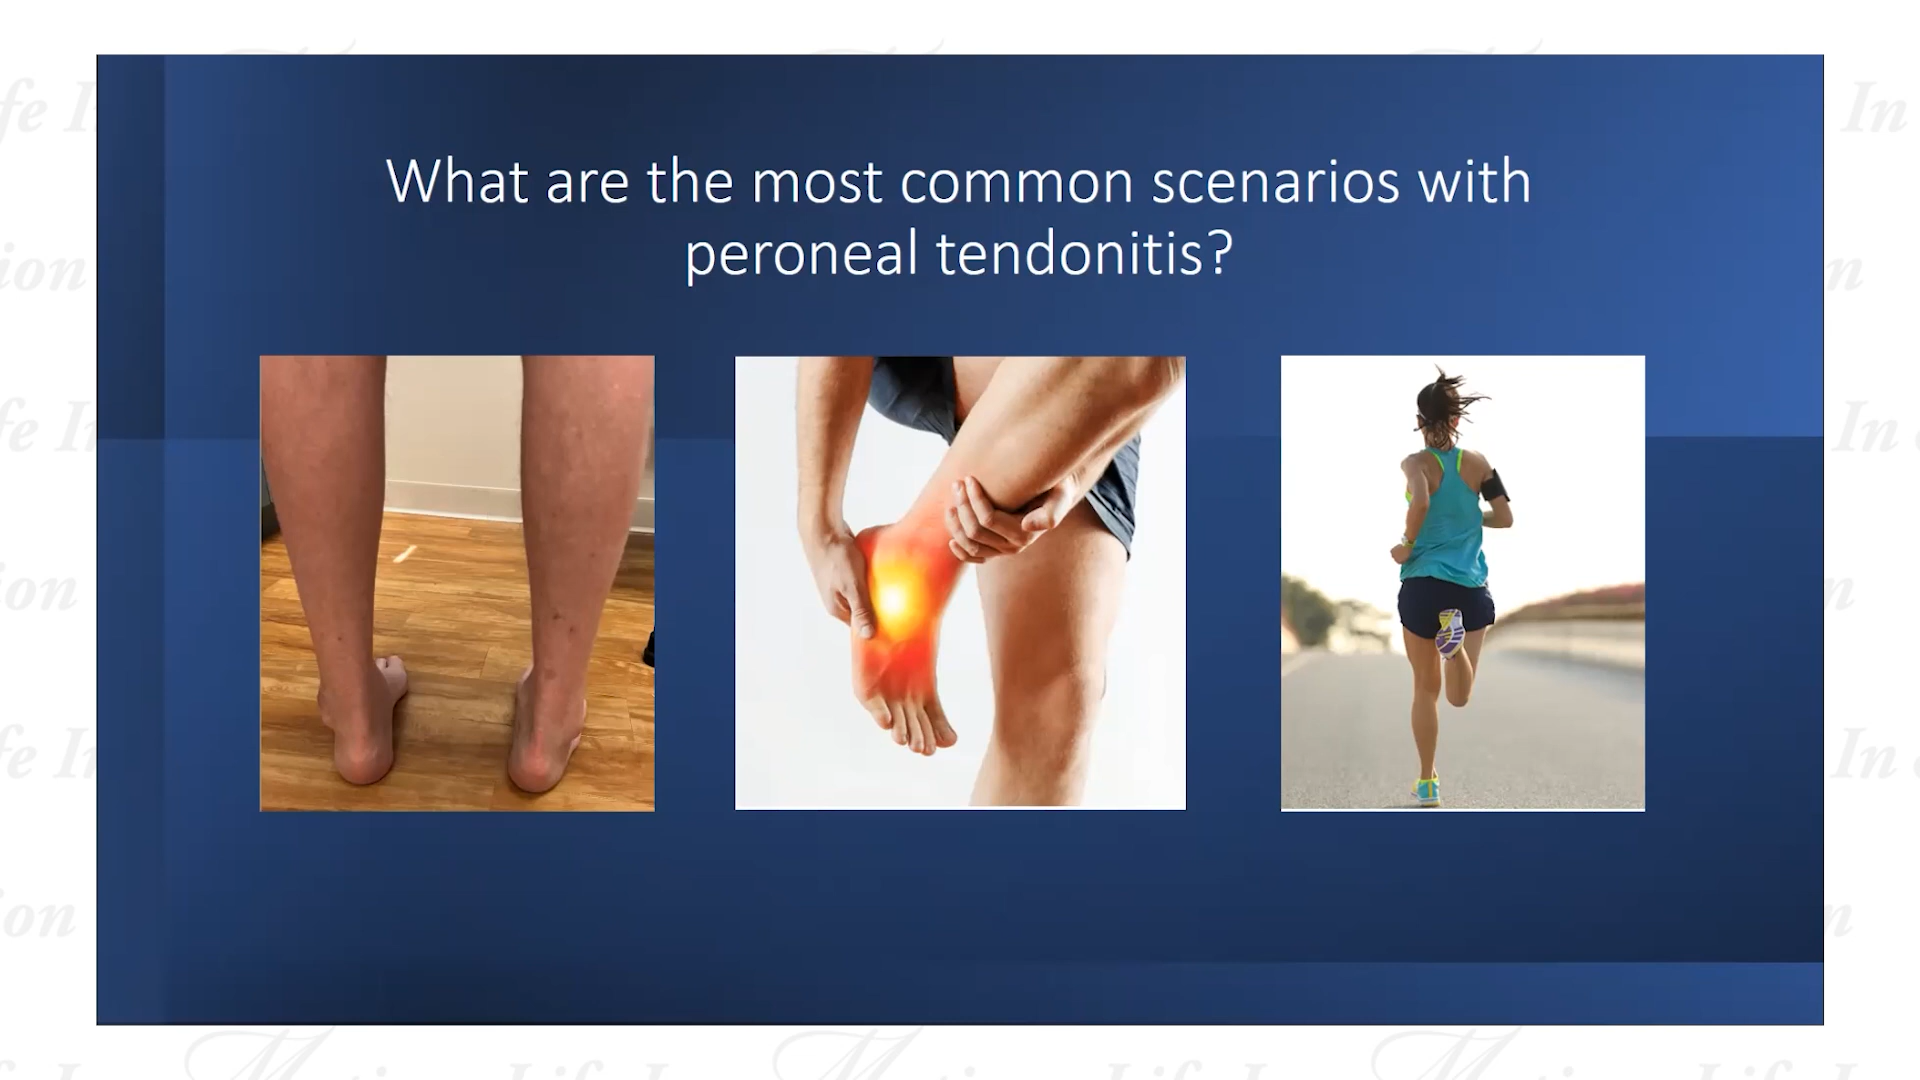 What are the most common scenarios with
peroneal tendonitis?